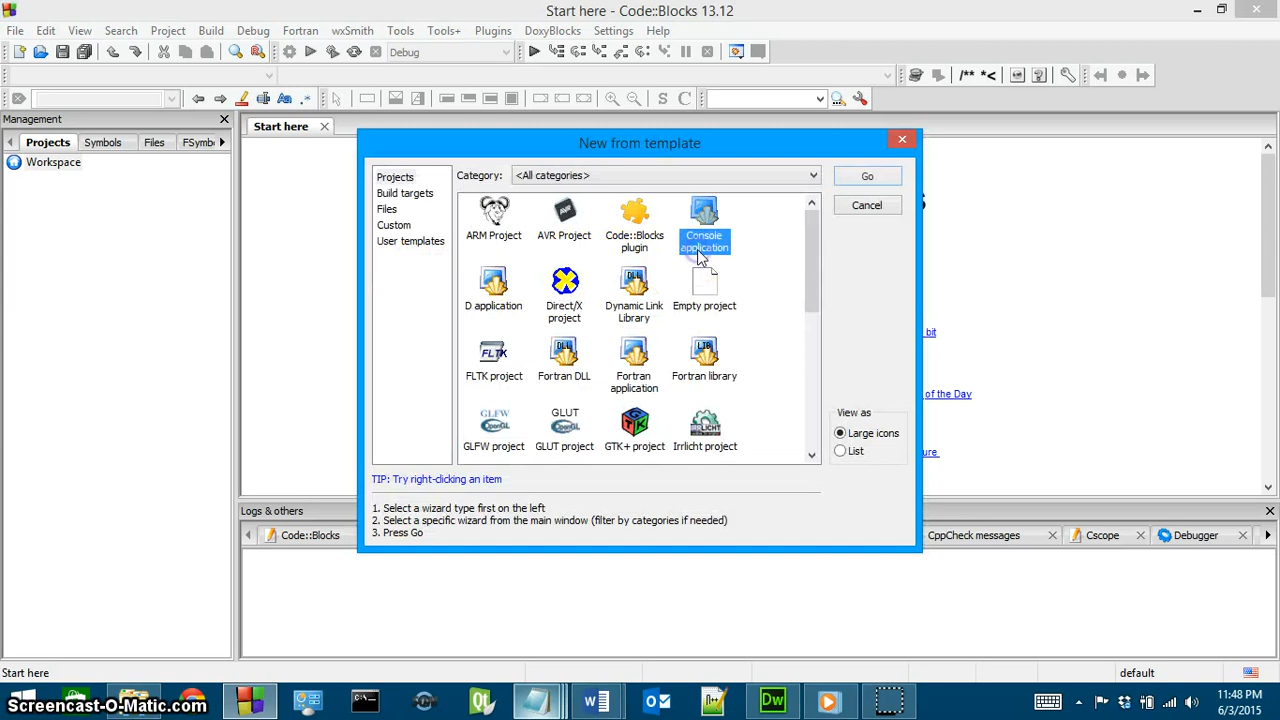 Start here - Code::Blocks 13.12
File Edit View Search Project Build Debug Fortran wxSmith Tools Tools+ Plugins DoxyBlocks Settings Help
Debug
/** *<
S C
Management
Projects Symbols Files FSymb
Workspace
Start here
New from template
Projects
Build targets
Files
Custom
User templates
Category: <All categories>
Go
Cancel
ARM Project
AVR Project
Code::Blocks plugin
Console application
D application
Direct/X project
Dynamic Link Library
Empty project
FLTK project
Fortran DLL
Fortran application
Fortran library
GLFW project
GLUT project
GTK+ project
Irrlicht project
View as
Large icons
List
TIP: Try right-clicking an item
1. Select a wizard type first on the left
2. Select a specific wizard from the main window (filter by categories if needed)
3. Press Go
bit
of the Day
ure
Logs & others
Code::Blocks
CppCheck messages
Cscope
Debugger
Start here
default
Screencast-O-Matic.com
11:48 PM
6/3/2015